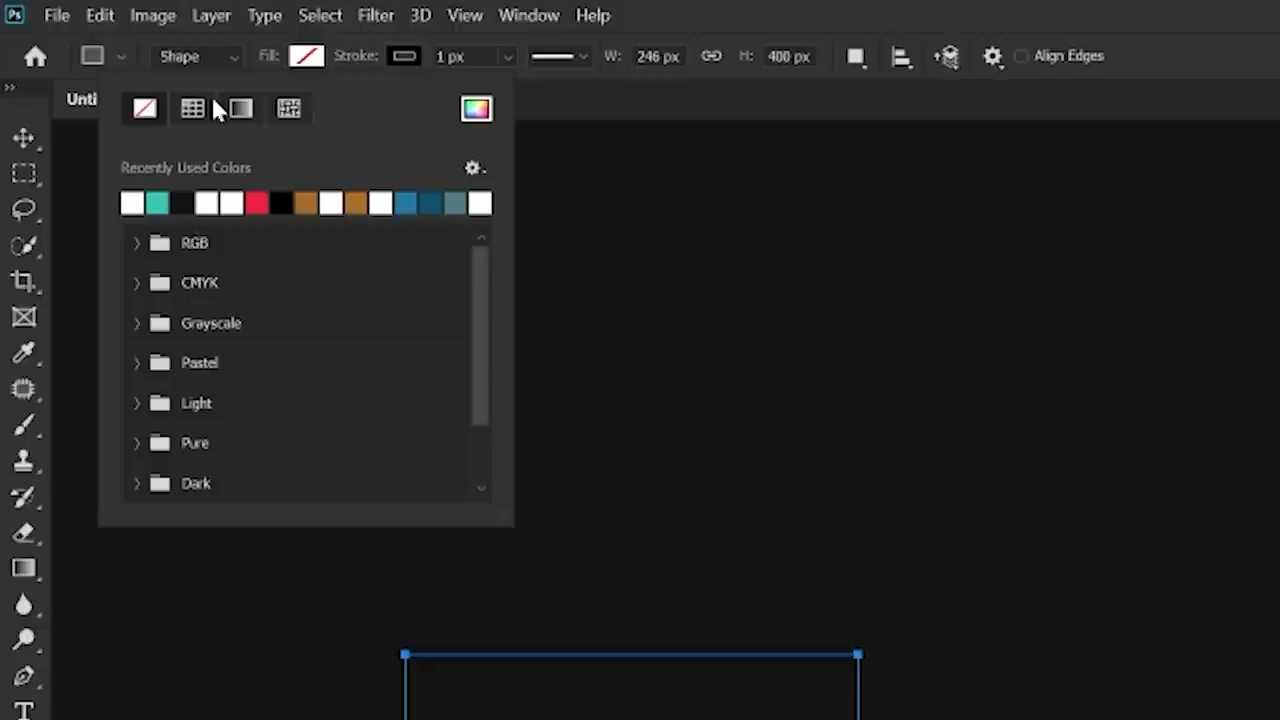 Ps File Edit Image Layer Type Select Filter 3D View Window Help
Shape Fill: Stroke: 1 px W: 246 px H: 400 px Align Edges
Unti
Recently Used Colors
RGB
CMYK
Grayscale
Pastel
Light
Pure
Dark
T